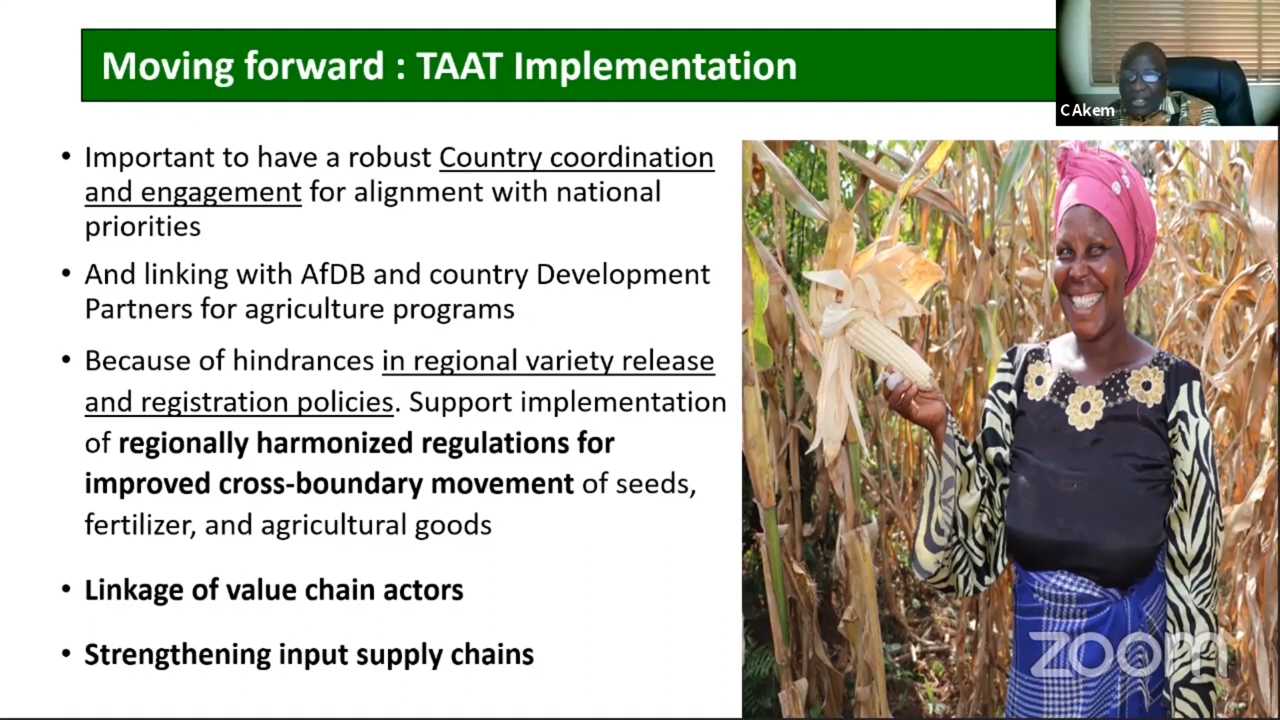 Moving forward : TAAT Implementation
C Akem
• Important to have a robust Country coordination
and engagement for alignment with national
priorities
• And linking with AfDB and country Development
Partners for agriculture programs
• Because of hindrances in regional variety release
and registration policies. Support implementation
of regionally harmonized regulations for
improved cross-boundary movement of seeds,
fertilizer, and agricultural goods
• Linkage of value chain actors
• Strengthening input supply chains
zoom